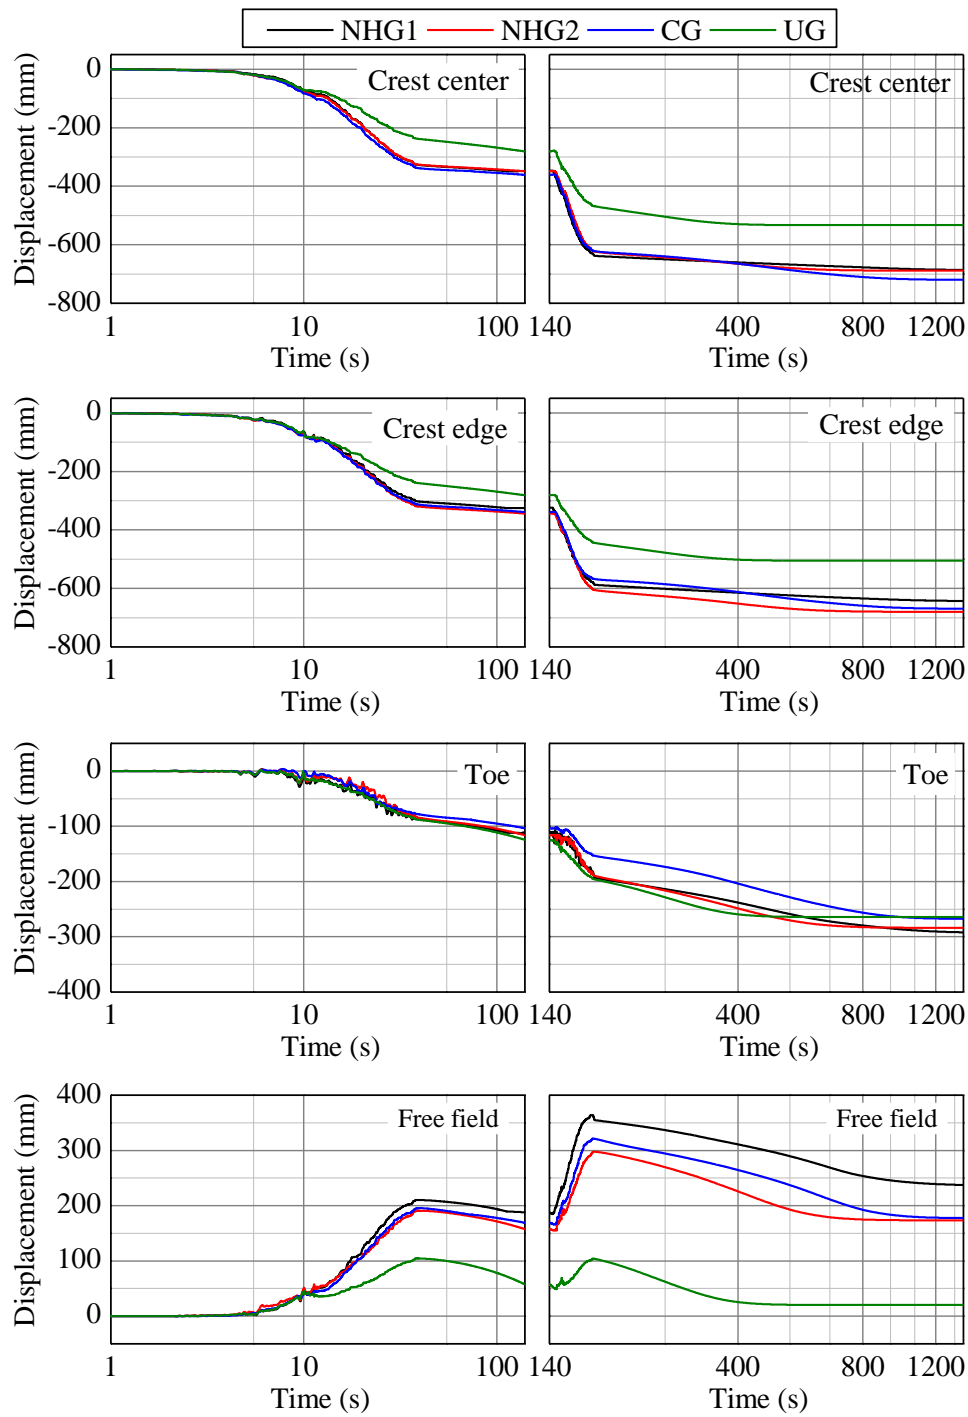 NHG1 NHG2 CG UG
Displacement (mm)
0
-200
-400
-600
-800
Crest center
1 10 100
Time (s)
Crest center
140 400 800 1200
Time (s)
Displacement (mm)
0
-200
-400
-600
-800
Crest edge
1 10 100
Time (s)
Crest edge
140 400 800 1200
Time (s)
Displacement (mm)
0
-100
-200
-300
-400
Toe
1 10 100
Time (s)
Toe
140 400 800 1200
Time (s)
Displacement (mm)
400
300
200
100
0
Free field
1 10 100
Time (s)
Free field
140 400 800 1200
Time (s)